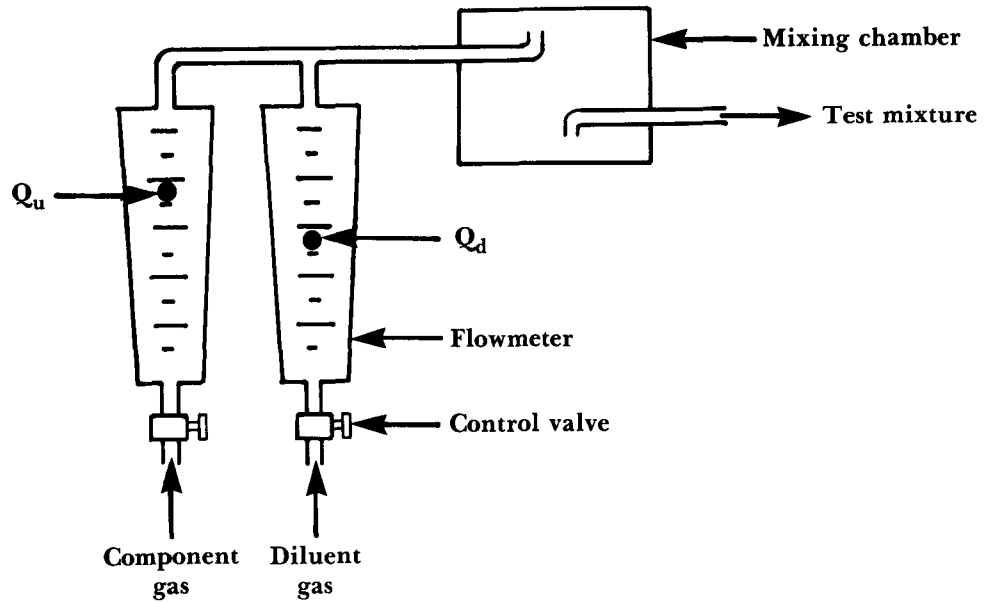 Mixing chamber
Test mixture
Qu
Qd
Flowmeter
Control valve
Component
gas
Diluent
gas